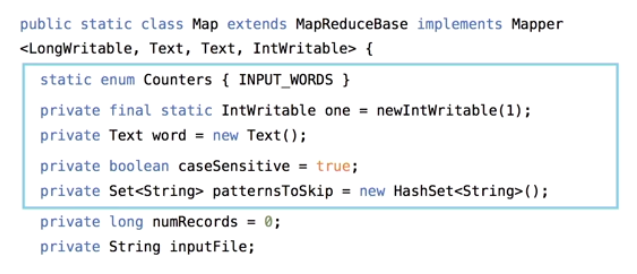 public static class Map extends MapReduceBase implements Mapper
<LongWritable, Text, Text, IntWritable> {
static enum Counters { INPUT_WORDS }
private final static IntWritable one = newIntWritable(1);
private Text word = new Text();
private boolean caseSensitive = true;
private Set<String> patternsToSkip = new HashSet<String>();
private long numRecords = 0;
private String inputFile;